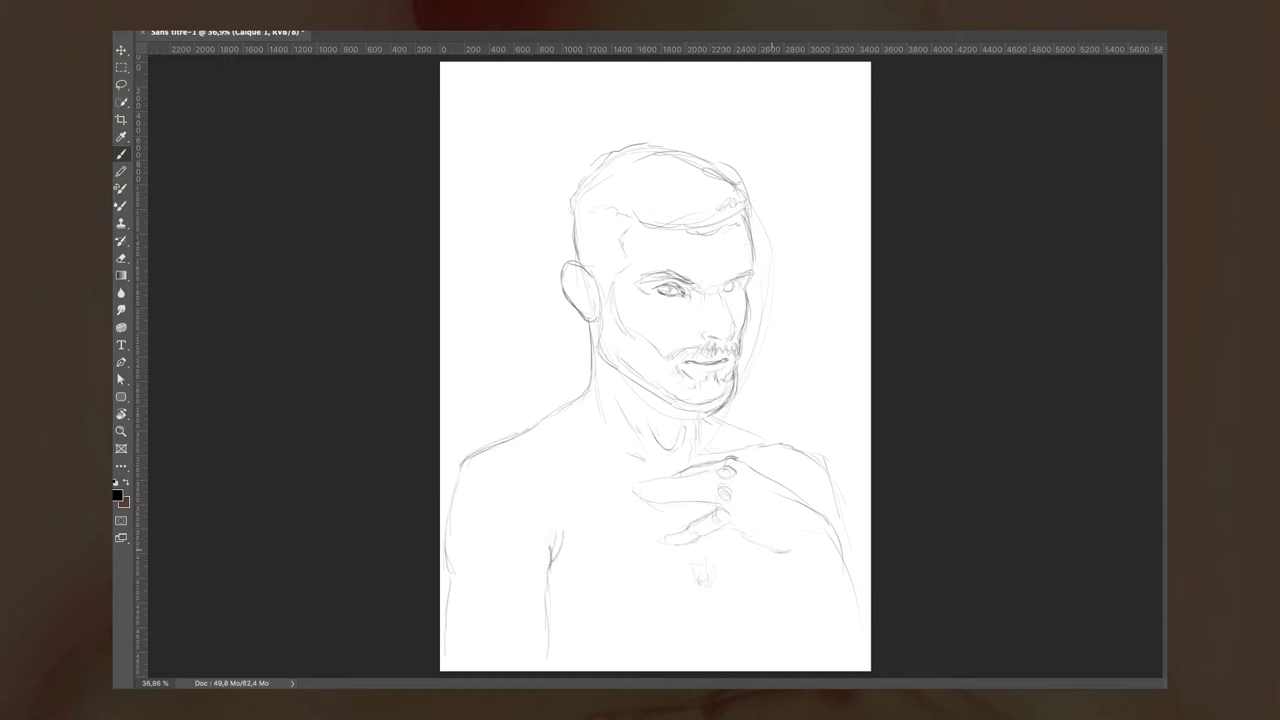 × Sans titre-1 @ 36,9% (Calque 1, RVB/8) *
2200 2000 1800 1600 1400 1200 1000 800 600 400 200 0 200 400 600 800 1000 1200 1400 1600 1800 2000 2200 2400 2600 2800 3000 3200 3400 3600 3800 4000 4200 4400 4600 4800 5000 5200 5400 5600 58
36,86 % Doc : 49,8 Mo/62,4 Mo